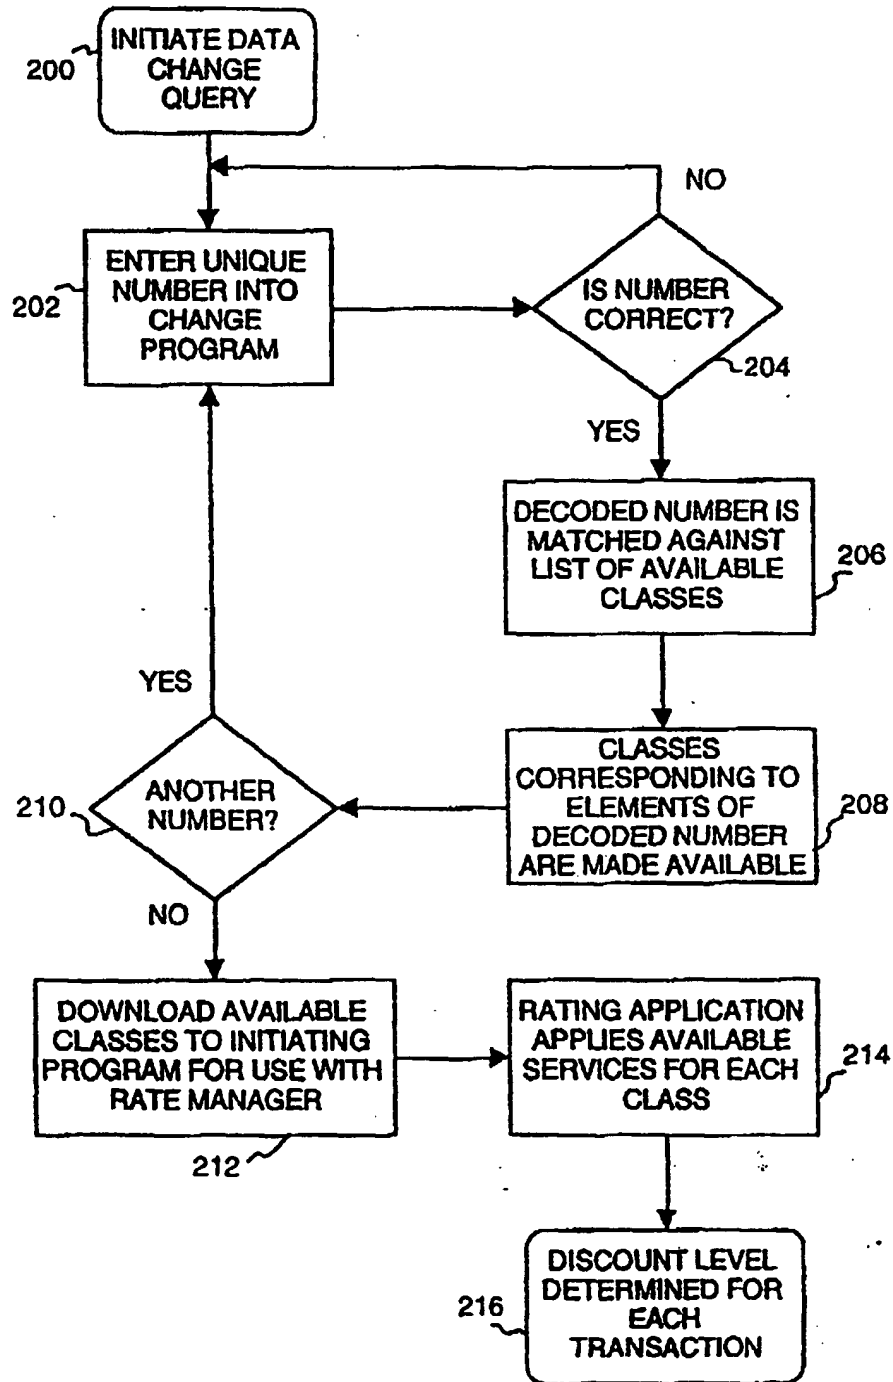 INITIATE DATA
CHANGE
QUERY
200
NO
ENTER UNIQUE
NUMBER INTO
CHANGE
PROGRAM
202
IS NUMBER
CORRECT?
204
YES
DECODED NUMBER IS
MATCHED AGAINST
LIST OF AVAILABLE
CLASSES
206
CLASSES
CORRESPONDING TO
ELEMENTS OF
DECODED NUMBER
ARE MADE AVAILABLE
208
YES
ANOTHER
NUMBER?
210
NO
DOWNLOAD AVAILABLE
CLASSES TO INITIATING
PROGRAM FOR USE WITH
RATE MANAGER
212
RATING APPLICATION
APPLIES AVAILABLE
SERVICES FOR EACH
CLASS
214
DISCOUNT LEVEL
DETERMINED FOR
EACH
TRANSACTION
216